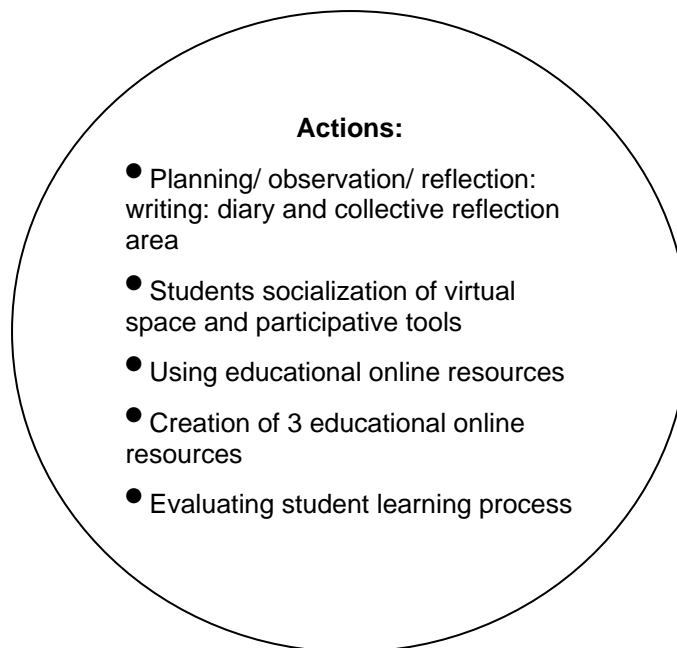 Actions:
● Planning/ observation/ reflection:
writing: diary and collective reflection
area
● Students socialization of virtual
space and participative tools
● Using educational online resources
● Creation of 3 educational online
resources
● Evaluating student learning process